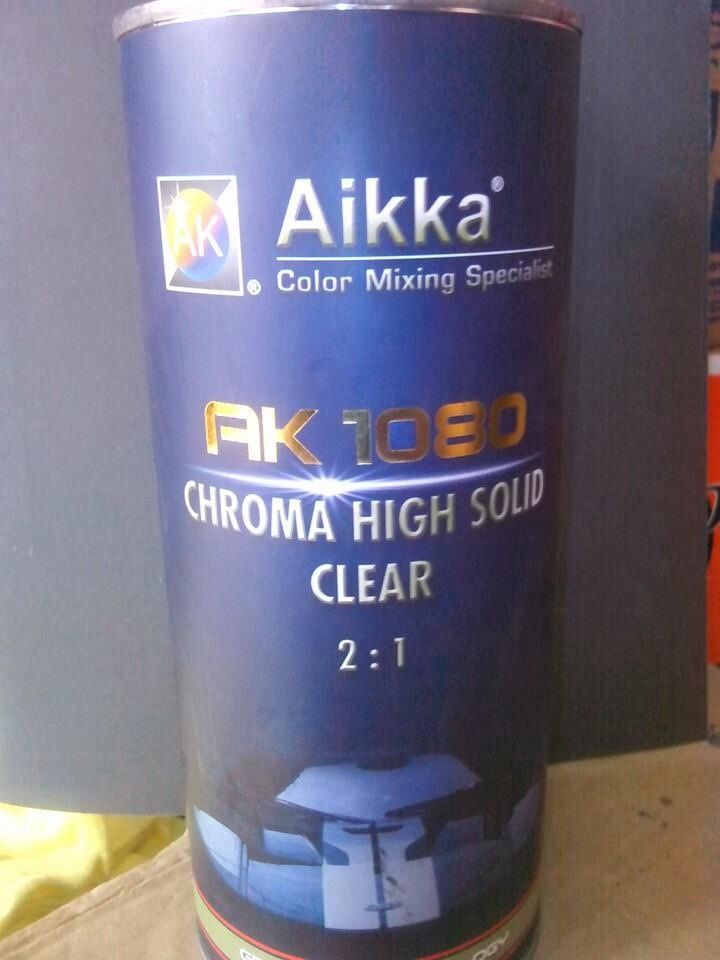 AK
®
Aikka®
Color Mixing Specialist
AK 1080
CHROMA HIGH SOLID
CLEAR
2 : 1